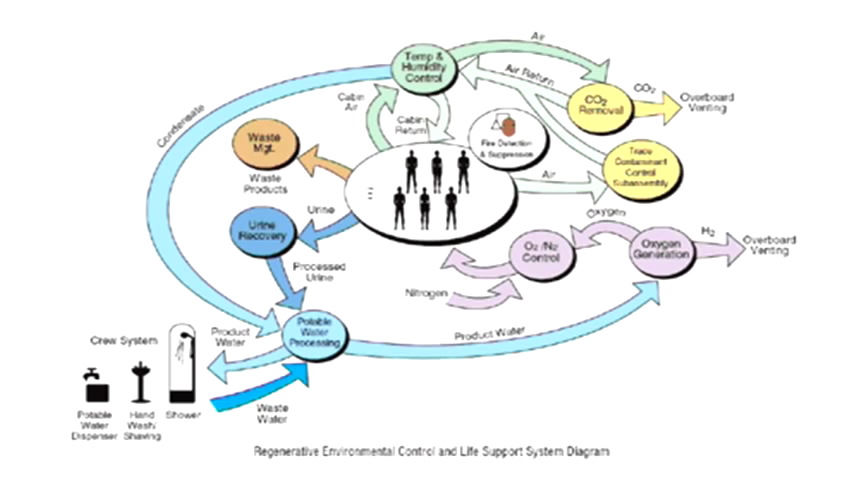 Air
Temp &
Humidity
Control
Air Return
CO2
Overboard
Venting
CO2
Removal
Cabin
Air
Condensate
Cabin
Return
Fire Detection
& Suppression
Waste
Mgt.
Trace
Contaminant
Control
Subassembly
Waste
Products
Air
Urine
Oxygen
Urine
Recovery
O2 /N2
Control
Oxygen
Generation
H2
Overboard
Venting
Processed
Urine
Nitrogen
Potable
Water
Processing
Product
Water
Product Water
Crew System
Waste
Water
Potable
Water
Dispenser
Hand
Wash/
Shaving
Shower
Regenerative Environmental Control and Life Support System Diagram